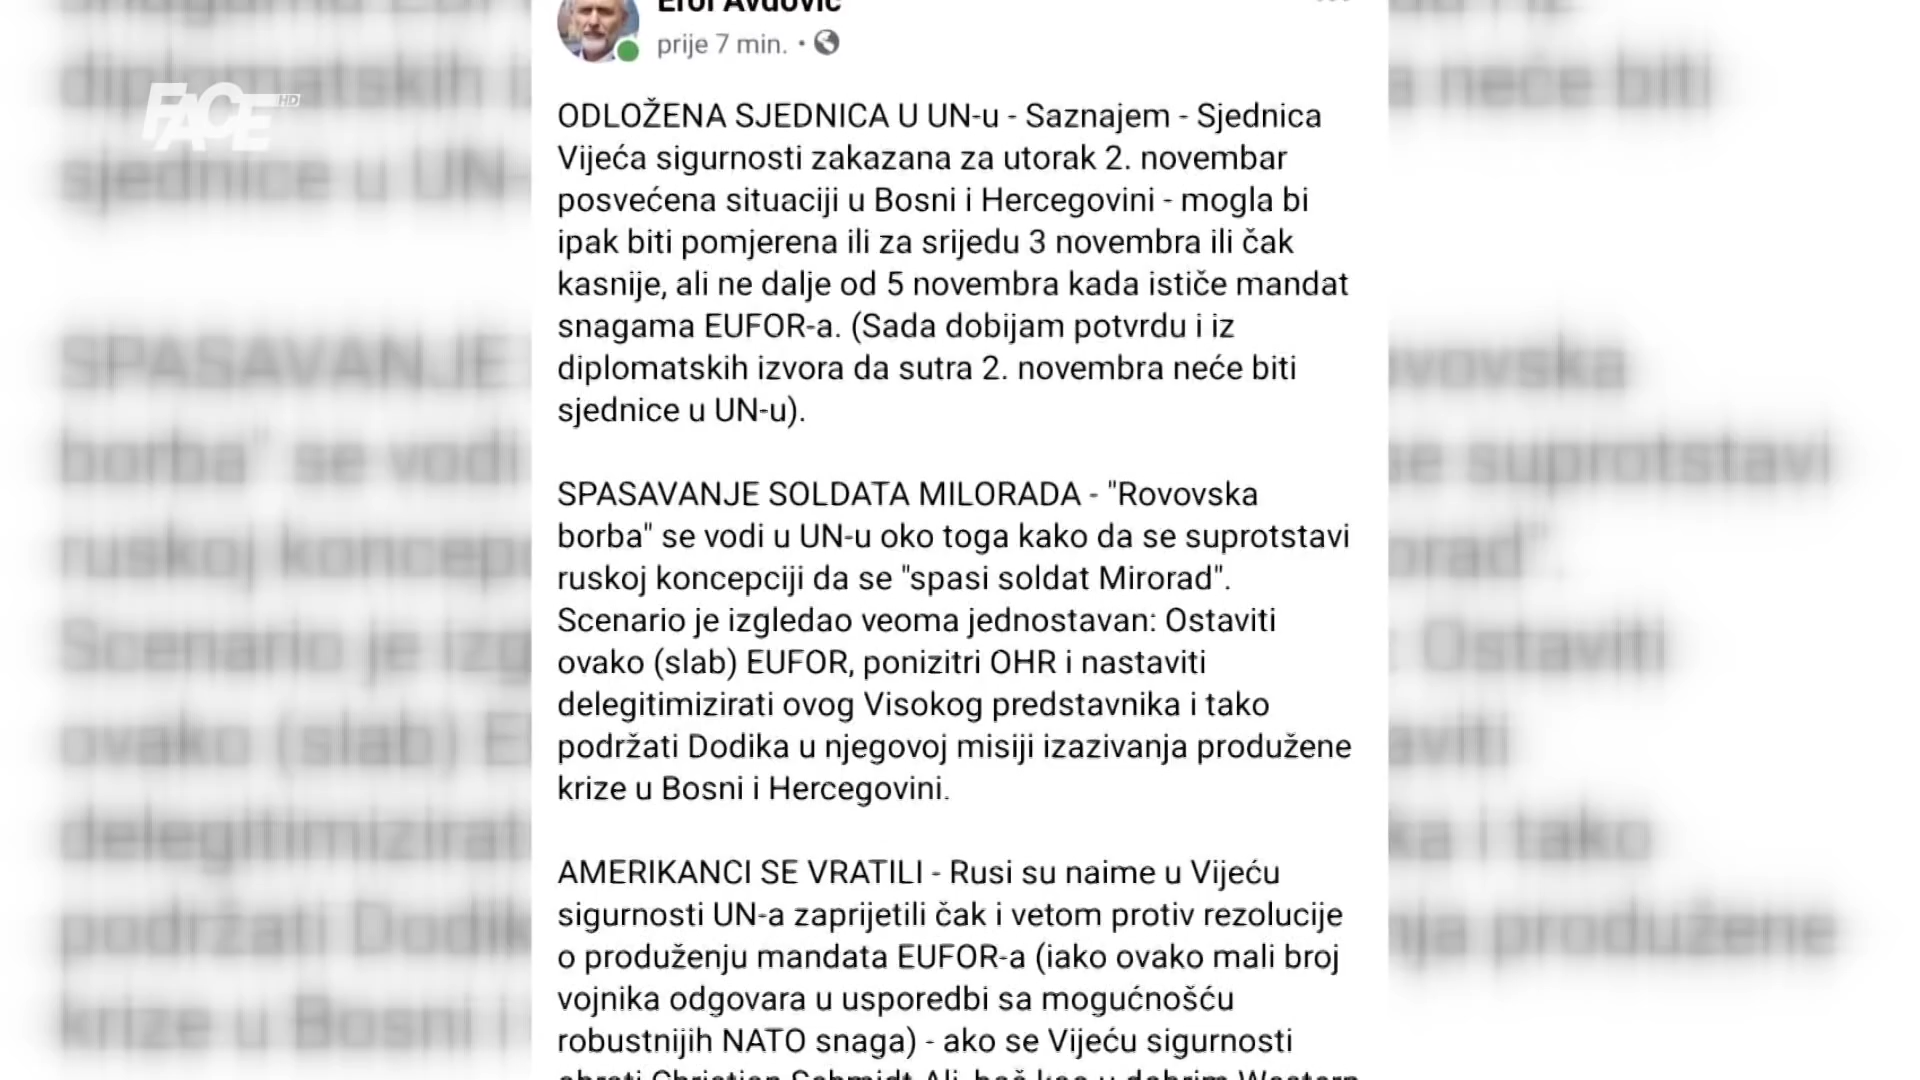 Erol Avdović
prije 7 min.
FACE HD
ODLOŽENA SJEDNICA U UN-u - Saznajem - Sjednica
Vijeća sigurnosti zakazana za utorak 2. novembar
posvećena situaciji u Bosni i Hercegovini - mogla bi
ipak biti pomjerena ili za srijedu 3 novembra ili čak
kasnije, ali ne dalje od 5 novembra kada ističe mandat
snagama EUFOR-a. (Sada dobijam potvrdu i iz
diplomatskih izvora da sutra 2. novembra neće biti
sjednice u UN-u).
SPASAVANJE SOLDATA MILORADA - "Rovovska
borba" se vodi u UN-u oko toga kako da se suprotstavi
ruskoj koncepciji da se "spasi soldat Mirorad".
Scenario je izgledao veoma jednostavan: Ostaviti
ovako (slab) EUFOR, ponizitri OHR i nastaviti
delegitimizirati ovog Visokog predstavnika i tako
podržati Dodika u njegovoj misiji izazivanja produžene
krize u Bosni i Hercegovini.
AMERIKANCI SE VRATILI - Rusi su naime u Vijeću
sigurnosti UN-a zaprijetili čak i vetom protiv rezolucije
o produženju mandata EUFOR-a (iako ovako mali broj
vojnika odgovara u usporedbi sa mogućnošću
robustnijih NATO snaga) - ako se Vijeću sigurnosti